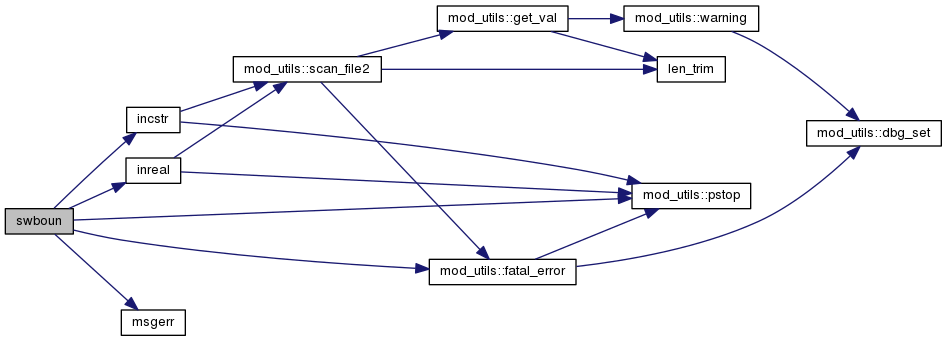 swboun
incstr
inreal
msgerr
mod_utils::scan_file2
mod_utils::get_val
mod_utils::fatal_error
mod_utils::warning
len_trim
mod_utils::pstop
mod_utils::dbg_set